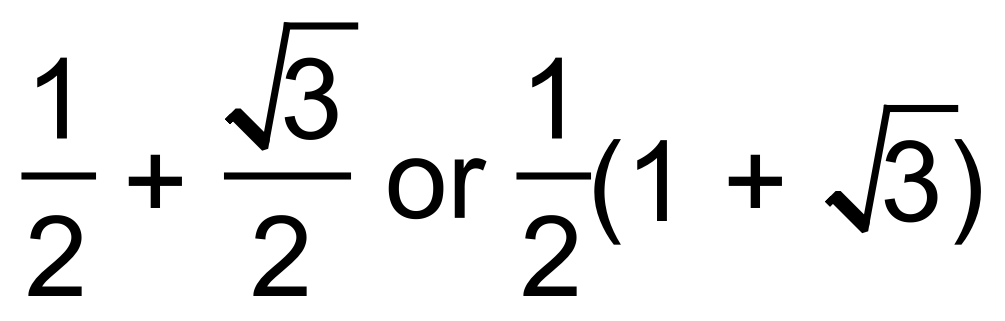 1/2 + √3/2 or 1/2(1 + √3)